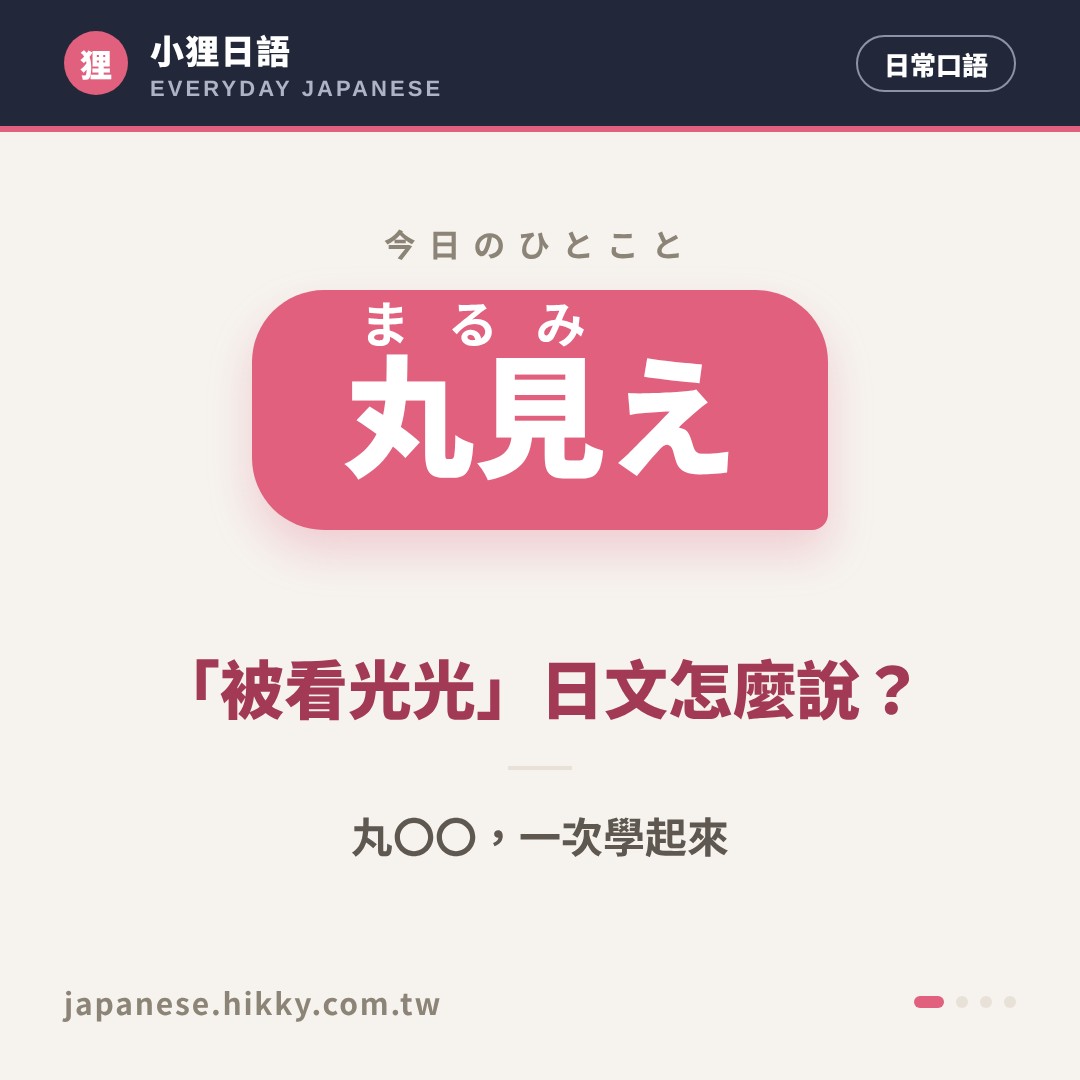 狸
小狸日語
EVERYDAY JAPANESE
日常口語
今日のひとこと
まるみ
丸見え
「被看光光」日文怎麼說？
丸〇〇，一次學起來
japanese.hikky.com.tw